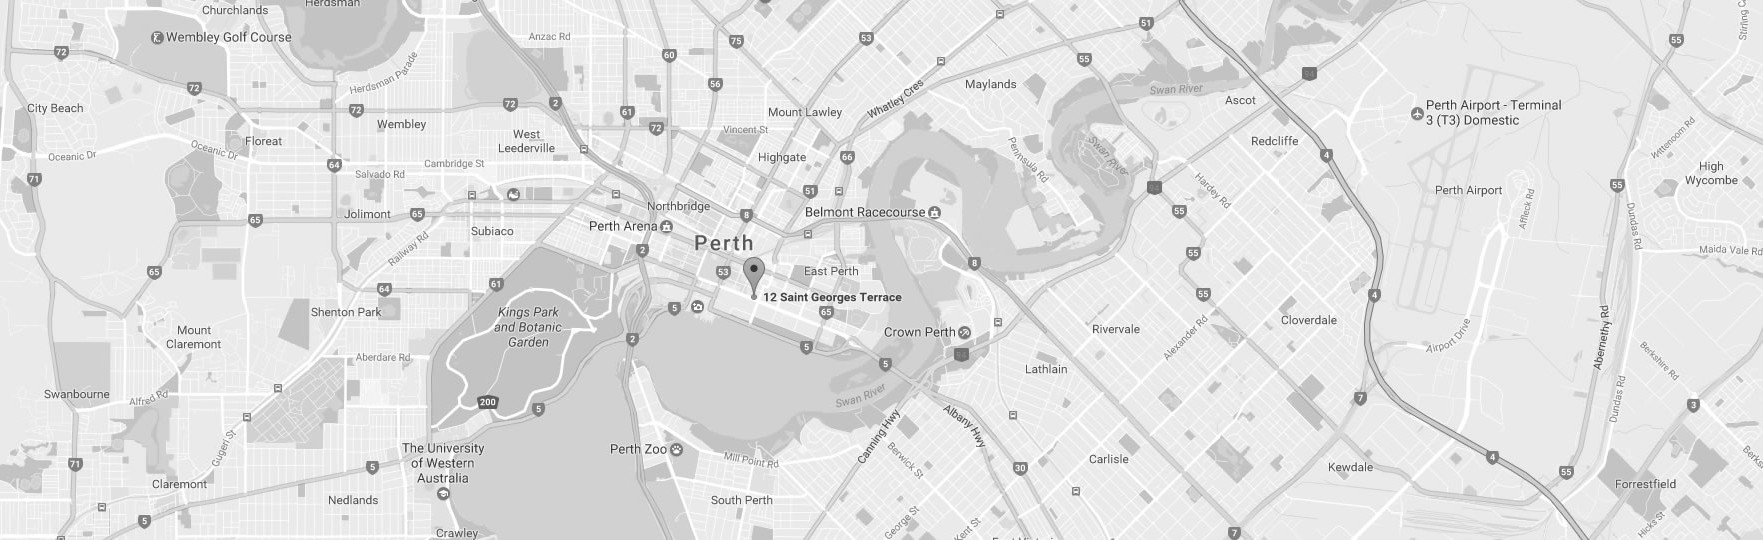 Churchlands
Herdsman
Wembley Golf Course
Anzac Rd
72
60
75
53
51
55
55
Herdsman Parade
56
Maylands
Swan River
94
72
72
72
2
61
Whatley Cres
Ascot
Perth Airport - Terminal
3 (T3) Domestic
City Beach
Wembley
Mount Lawley
72
Vincent St
Wittenoom Rd
West
Leederville
Floreat
Oceanic Dr
Oceanic Dr
Highgate
66
Peninsula Rd
Swan River
Redcliffe
4
High
Wycombe
64
Cambridge St
Salvado Rd
71
51
Hardey Rd
Perth Airport
Affleck Rd
55
Dundas Rd
Jolimont
65
65
Northbridge
8
Belmont Racecourse
55
Subiaco
Perth Arena
Perth
2
Railway Rd
Maida Vale Rd
55
65
61
64
53
East Perth
8
12 Saint Georges Terrace
55
4
Shenton Park
Kings Park
and Botanic
Garden
5
65
Crown Perth
Rivervale
Cloverdale
Mount
Claremont
2
5
94
Alexander Rd
Airport Drive
Abernethy Rd
Berkshire Rd
Aberdare Rd
5
Lathlain
Swanbourne
Alfred Rd
200
5
Swan River
7
Dundas Rd
3
Canning Hwy
Albany Hwy
Gugeri St
The University
of Western
Australia
Perth Zoo
Mill Point Rd
Berwick St
Carlisle
4
71
5
30
Kewdale
55
Claremont
Nedlands
South Perth
Forrestfield
5
George St
Kent St
7
Hicks St
Crawley